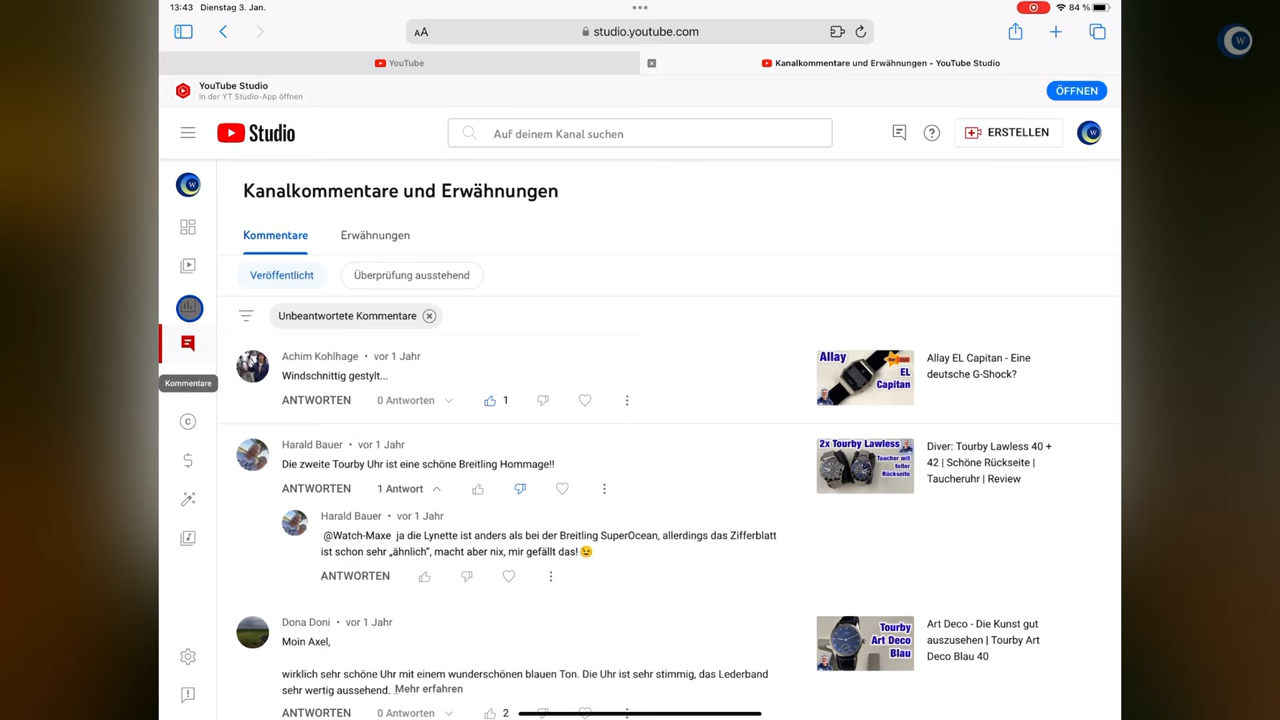 13:43 Dienstag 3. Jan.
84 %
AA
studio.youtube.com
YouTube
Kanalkommentare und Erwähnungen - YouTube Studio
YouTube Studio
In der YT Studio-App öffnen
ÖFFNEN
Studio
Auf deinem Kanal suchen
ERSTELLEN
W
Kanalkommentare und Erwähnungen
Kommentare
Erwähnungen
Veröffentlicht
Überprüfung ausstehend
Unbeantwortete Kommentare
Kommentare
Achim Kohlhage • vor 1 Jahr
Windschnittig gestylt...
ANTWORTEN 0 Antworten 1
Allay
EL
Capitan
Allay EL Capitan - Eine
deutsche G-Shock?
Harald Bauer • vor 1 Jahr
Die zweite Tourby Uhr ist eine schöne Breitling Hommage!!
ANTWORTEN 1 Antwort
2x Tourby Lawless
Taucher mit
toller
Rückseite
Diver: Tourby Lawless 40 +
42 | Schöne Rückseite |
Taucheruhr | Review
Harald Bauer • vor 1 Jahr
@Watch-Maxe ja die Lynette ist anders als bei der Breitling SuperOcean, allerdings das Zifferblatt
ist schon sehr „ähnlich“, macht aber nix, mir gefällt das!😉
ANTWORTEN
Dona Doni • vor 1 Jahr
Moin Axel,
wirklich sehr schöne Uhr mit einem wunderschönen blauen Ton. Die Uhr ist sehr stimmig, das Lederband
sehr wertig aussehend. Mehr erfahren
ANTWORTEN 0 Antworten 2
Tourby
Art Deco
Blau
Art Deco - Die Kunst gut
auszusehen | Tourby Art
Deco Blau 40